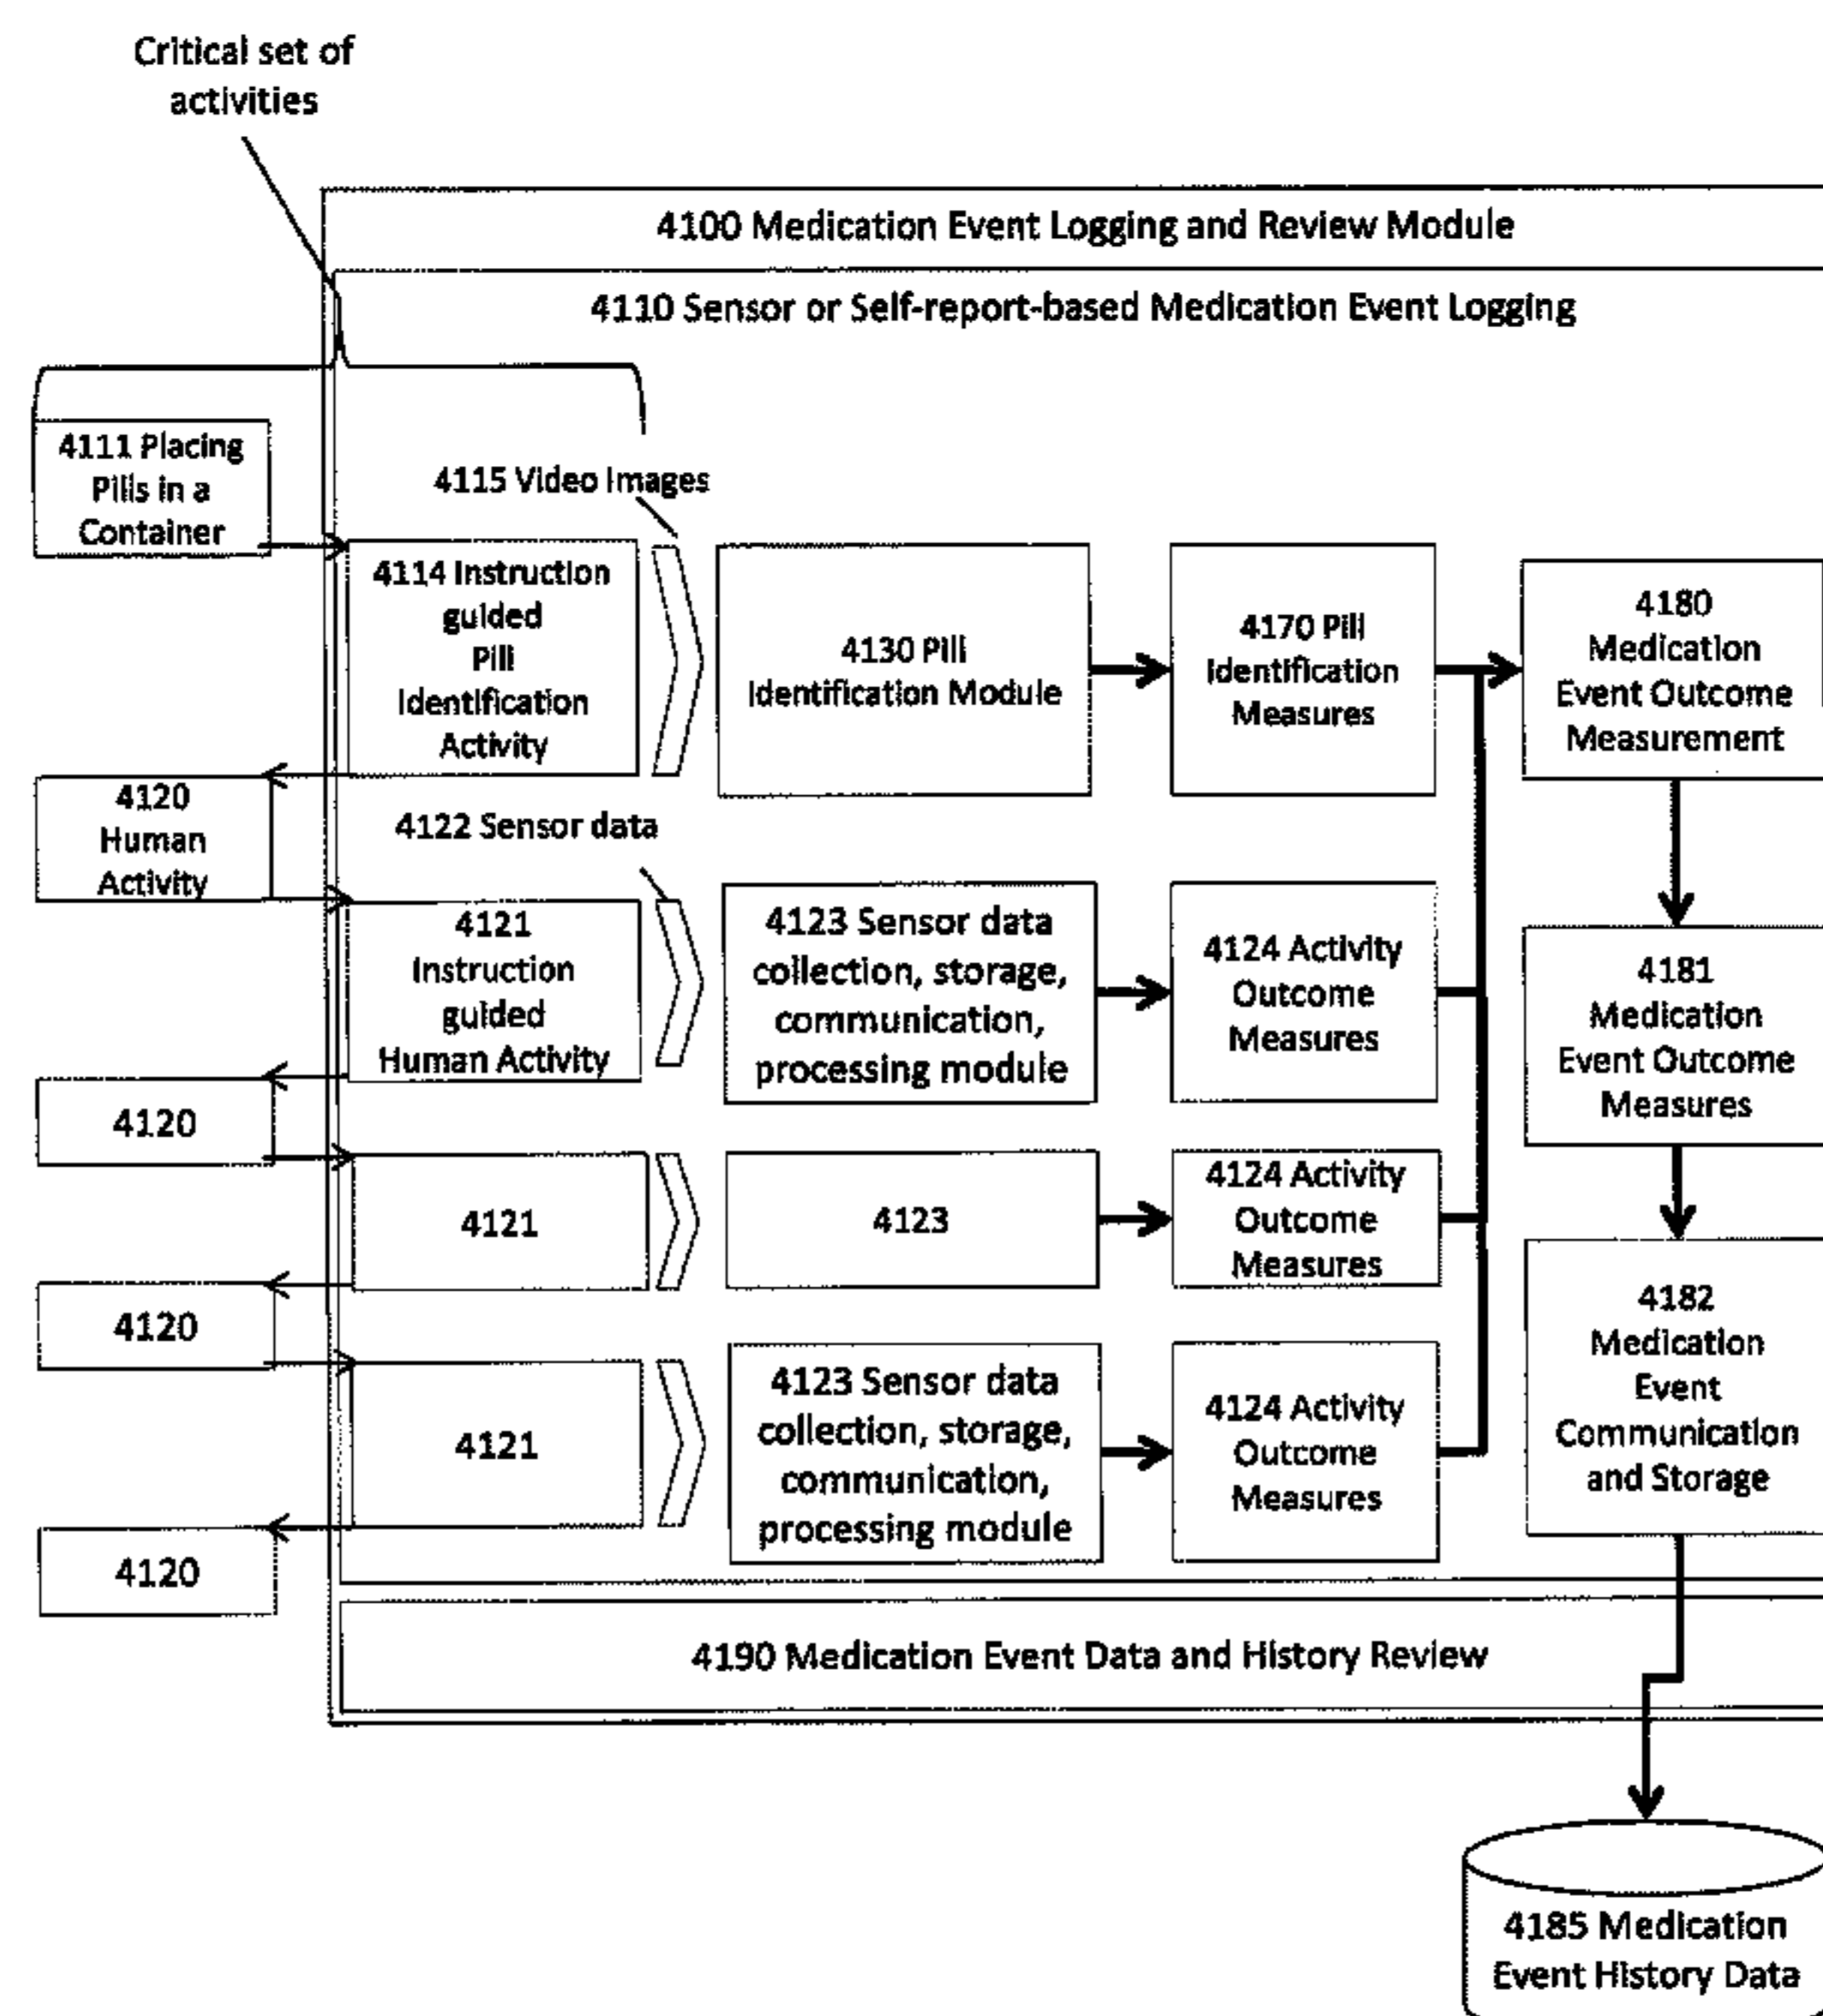 Critical set of
activities
4100 Medication Event Logging and Review Module
4110 Sensor or Self-report-based Medication Event Logging
4111 Placing
Pills in a
Container
4115 Video Images
4114 Instruction
guided
Pill
Identification
Activity
4130 Pill
Identification Module
4170 Pill
Identification
Measures
4180
Medication
Event Outcome
Measurement
4120
Human
Activity
4122 Sensor data
4121
Instruction
guided
Human Activity
4123 Sensor data
collection, storage,
communication,
processing module
4124 Activity
Outcome
Measures
4181
Medication
Event Outcome
Measures
4120
4121
4123
4124 Activity
Outcome
Measures
4120
4121
4123 Sensor data
collection, storage,
communication,
processing module
4124 Activity
Outcome
Measures
4182
Medication
Event
Communication
and Storage
4120
4190 Medication Event Data and History Review
4185 Medication
Event History Data